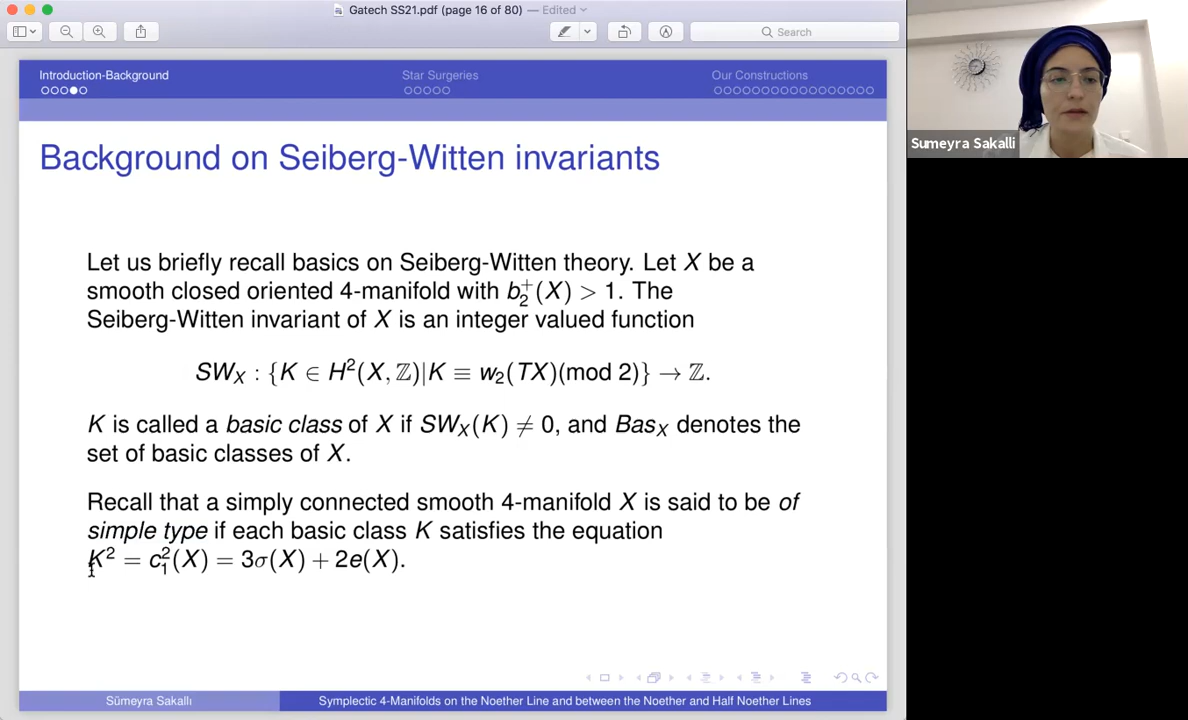 Gatech SS21.pdf (page 16 of 80) — Edited
Search
Introduction-Background
Star Surgeries
Our Constructions
Background on Seiberg-Witten invariants
Let us briefly recall basics on Seiberg-Witten theory. Let X be a
smooth closed oriented 4-manifold with b₂⁺(X) > 1. The
Seiberg-Witten invariant of X is an integer valued function
SW_X : {K ∈ H²(X, ℤ)|K ≡ w₂(TX)(mod 2)} → ℤ.
K is called a basic class of X if SW_X(K) ≠ 0, and Bas_X denotes the
set of basic classes of X.
Recall that a simply connected smooth 4-manifold X is said to be of
simple type if each basic class K satisfies the equation
K² = c₁²(X) = 3σ(X) + 2e(X).
Sümeyra Sakallı
Symplectic 4-Manifolds on the Noether Line and between the Noether and Half Noether Lines
Sumeyra Sakalli